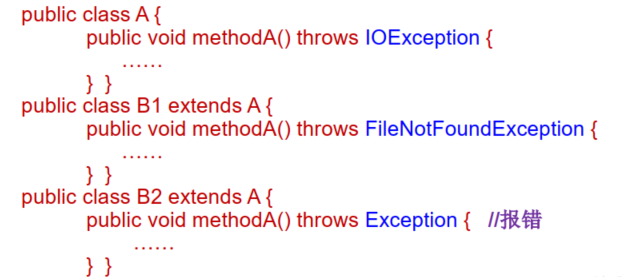 public class A {
public void methodA() throws IOException {
……
} }
public class B1 extends A {
public void methodA() throws FileNotFoundException {
……
} }
public class B2 extends A {
public void methodA() throws Exception { //报错
……
} }